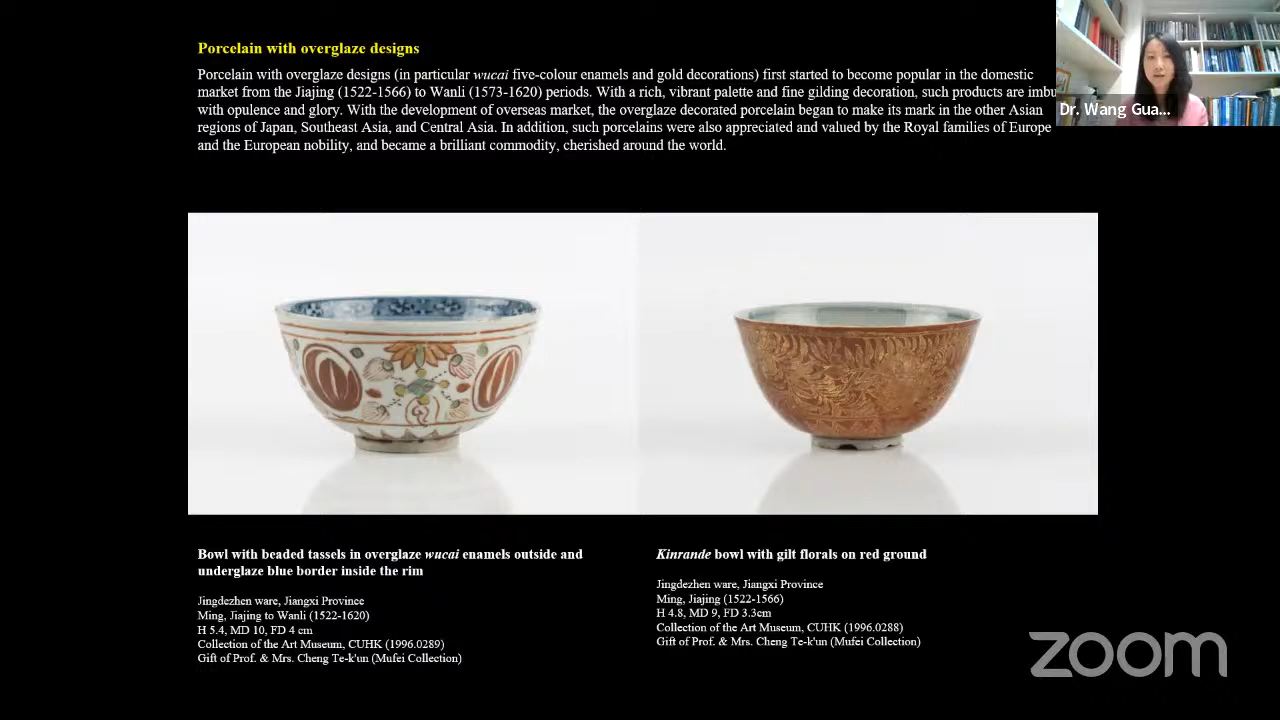 Porcelain with overglaze designs
Porcelain with overglaze designs (in particular wucai five-colour enamels and gold decorations) first started to become popular in the domestic
market from the Jiajing (1522-1566) to Wanli (1573-1620) periods. With a rich, vibrant palette and fine gilding decoration, such products are imbu
with opulence and glory. With the development of overseas market, the overglaze decorated porcelain began to make its mark in the other Asian
regions of Japan, Southeast Asia, and Central Asia. In addition, such porcelains were also appreciated and valued by the Royal families of Europe
and the European nobility, and became a brilliant commodity, cherished around the world.
Dr. Wang Gua...
Bowl with beaded tassels in overglaze wucai enamels outside and
underglaze blue border inside the rim
Jingdezhen ware, Jiangxi Province
Ming, Jiajing to Wanli (1522-1620)
H 5.4, MD 10, FD 4 cm
Collection of the Art Museum, CUHK (1996.0289)
Gift of Prof. & Mrs. Cheng Te-k'un (Mufei Collection)
Kinrande bowl with gilt florals on red ground
Jingdezhen ware, Jiangxi Province
Ming, Jiajing (1522-1566)
H 4.8, MD 9, FD 3.3cm
Collection of the Art Museum, CUHK (1996.0288)
Gift of Prof. & Mrs. Cheng Te-k'un (Mufei Collection)
zoom